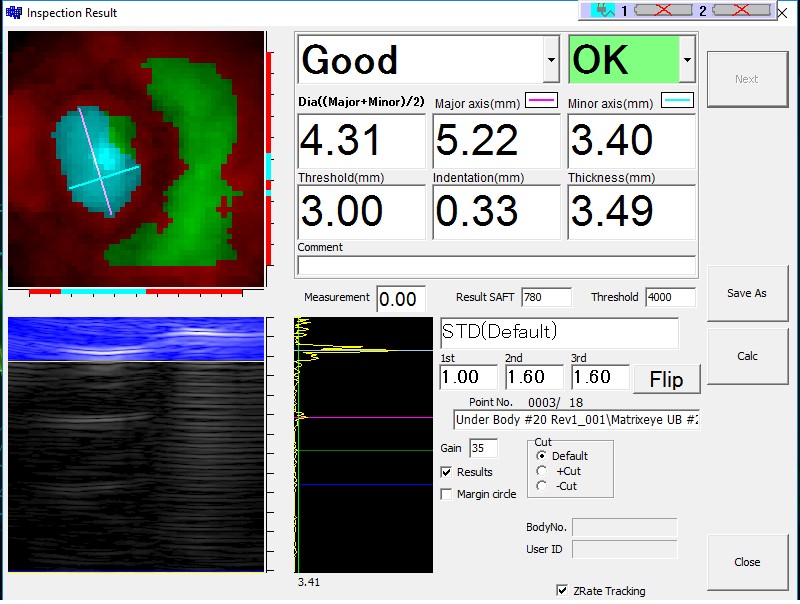 Inspection Result
1
2
Good
OK
Next
Dia((Major+Minor)/2)
Major axis(mm)
Minor axis(mm)
4.31
5.22
3.40
Threshold(mm)
Indentation(mm)
Thickness(mm)
3.00
0.33
3.49
Comment
Measurement
0.00
Result SAFT
780
Threshold
4000
Save As
STD(Default)
1st
2nd
3rd
1.00
1.60
1.60
Flip
Calc
Point No.
0003/ 18
Under Body #20 Rev1_001\Matrixeye UB #2
Gain
35
Cut
Default
+Cut
-Cut
Results
Margin circle
BodyNo.
User ID
Close
3.41
ZRate Tracking